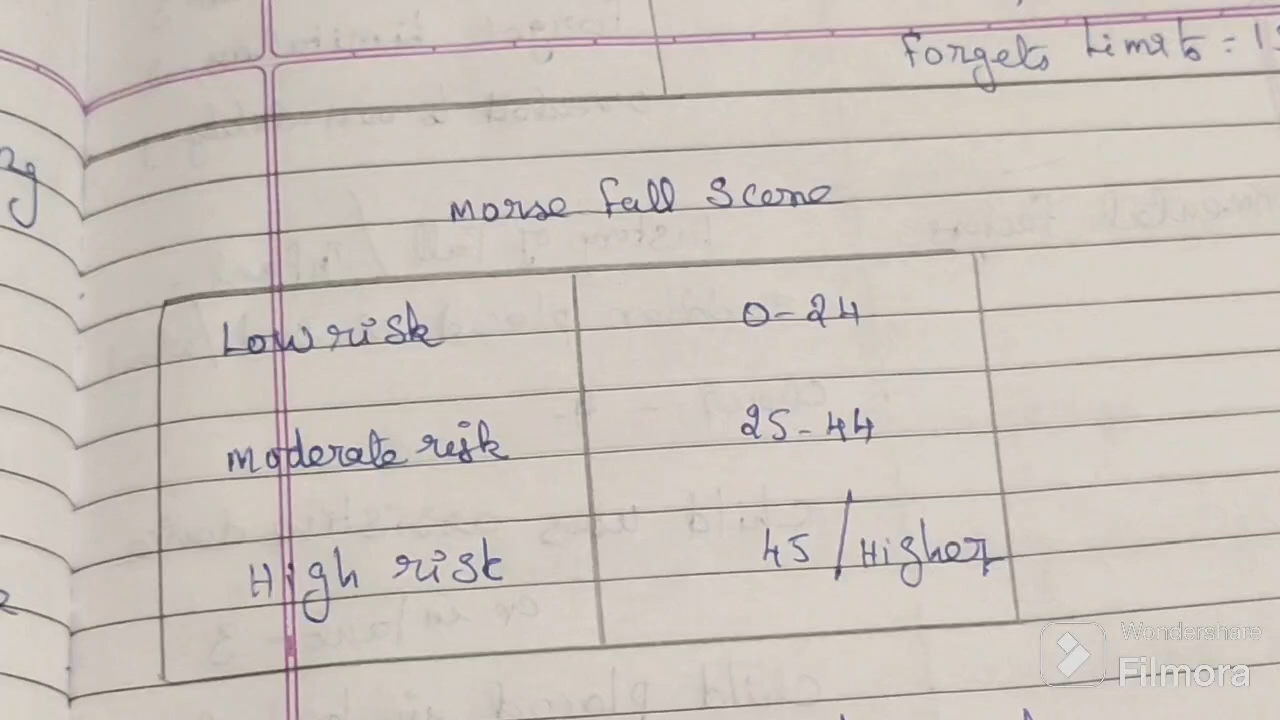 Forgets limits = 15
Morse fall Score
Low risk 0-24
Moderate risk 25-44
High risk 45/Higher
Wondershare
Filmora